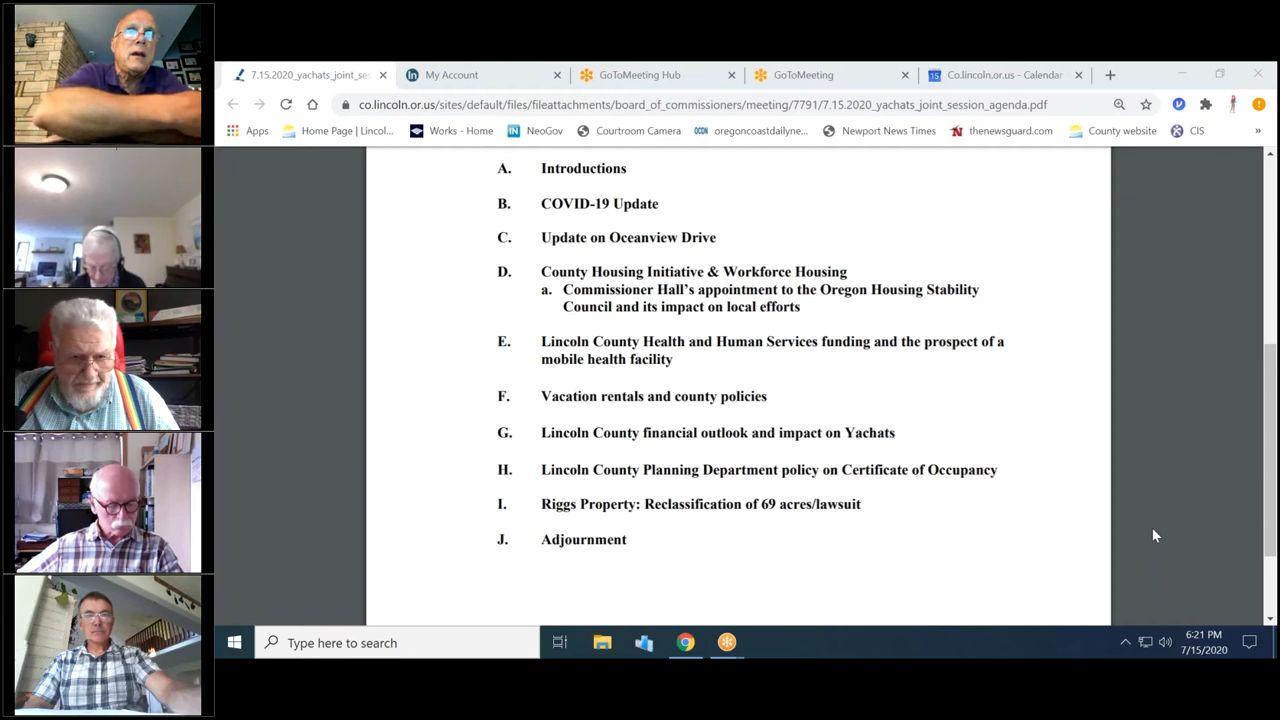 7.15.2020_yachats_joint_ses
My Account
GoToMeeting Hub
GoToMeeting
Co.lincoln.or.us - Calenda
co.lincoln.or.us/sites/default/files/fileattachments/board_of_commissioners/meeting/7791/7.15.2020_yachats_joint_session_agenda.pdf
Apps
Home Page | Lincol...
Works - Home
NeoGov
Courtroom Camera
oregoncoastdailyne...
Newport News Times
thenewsguard.com
County website
CIS
»
A. Introductions
B. COVID-19 Update
C. Update on Oceanview Drive
D. County Housing Initiative & Workforce Housing
a. Commissioner Hall's appointment to the Oregon Housing Stability
Council and its impact on local efforts
E. Lincoln County Health and Human Services funding and the prospect of a
mobile health facility
F. Vacation rentals and county policies
G. Lincoln County financial outlook and impact on Yachats
H. Lincoln County Planning Department policy on Certificate of Occupancy
I. Riggs Property: Reclassification of 69 acres/lawsuit
J. Adjournment
Type here to search
6:21 PM
7/15/2020